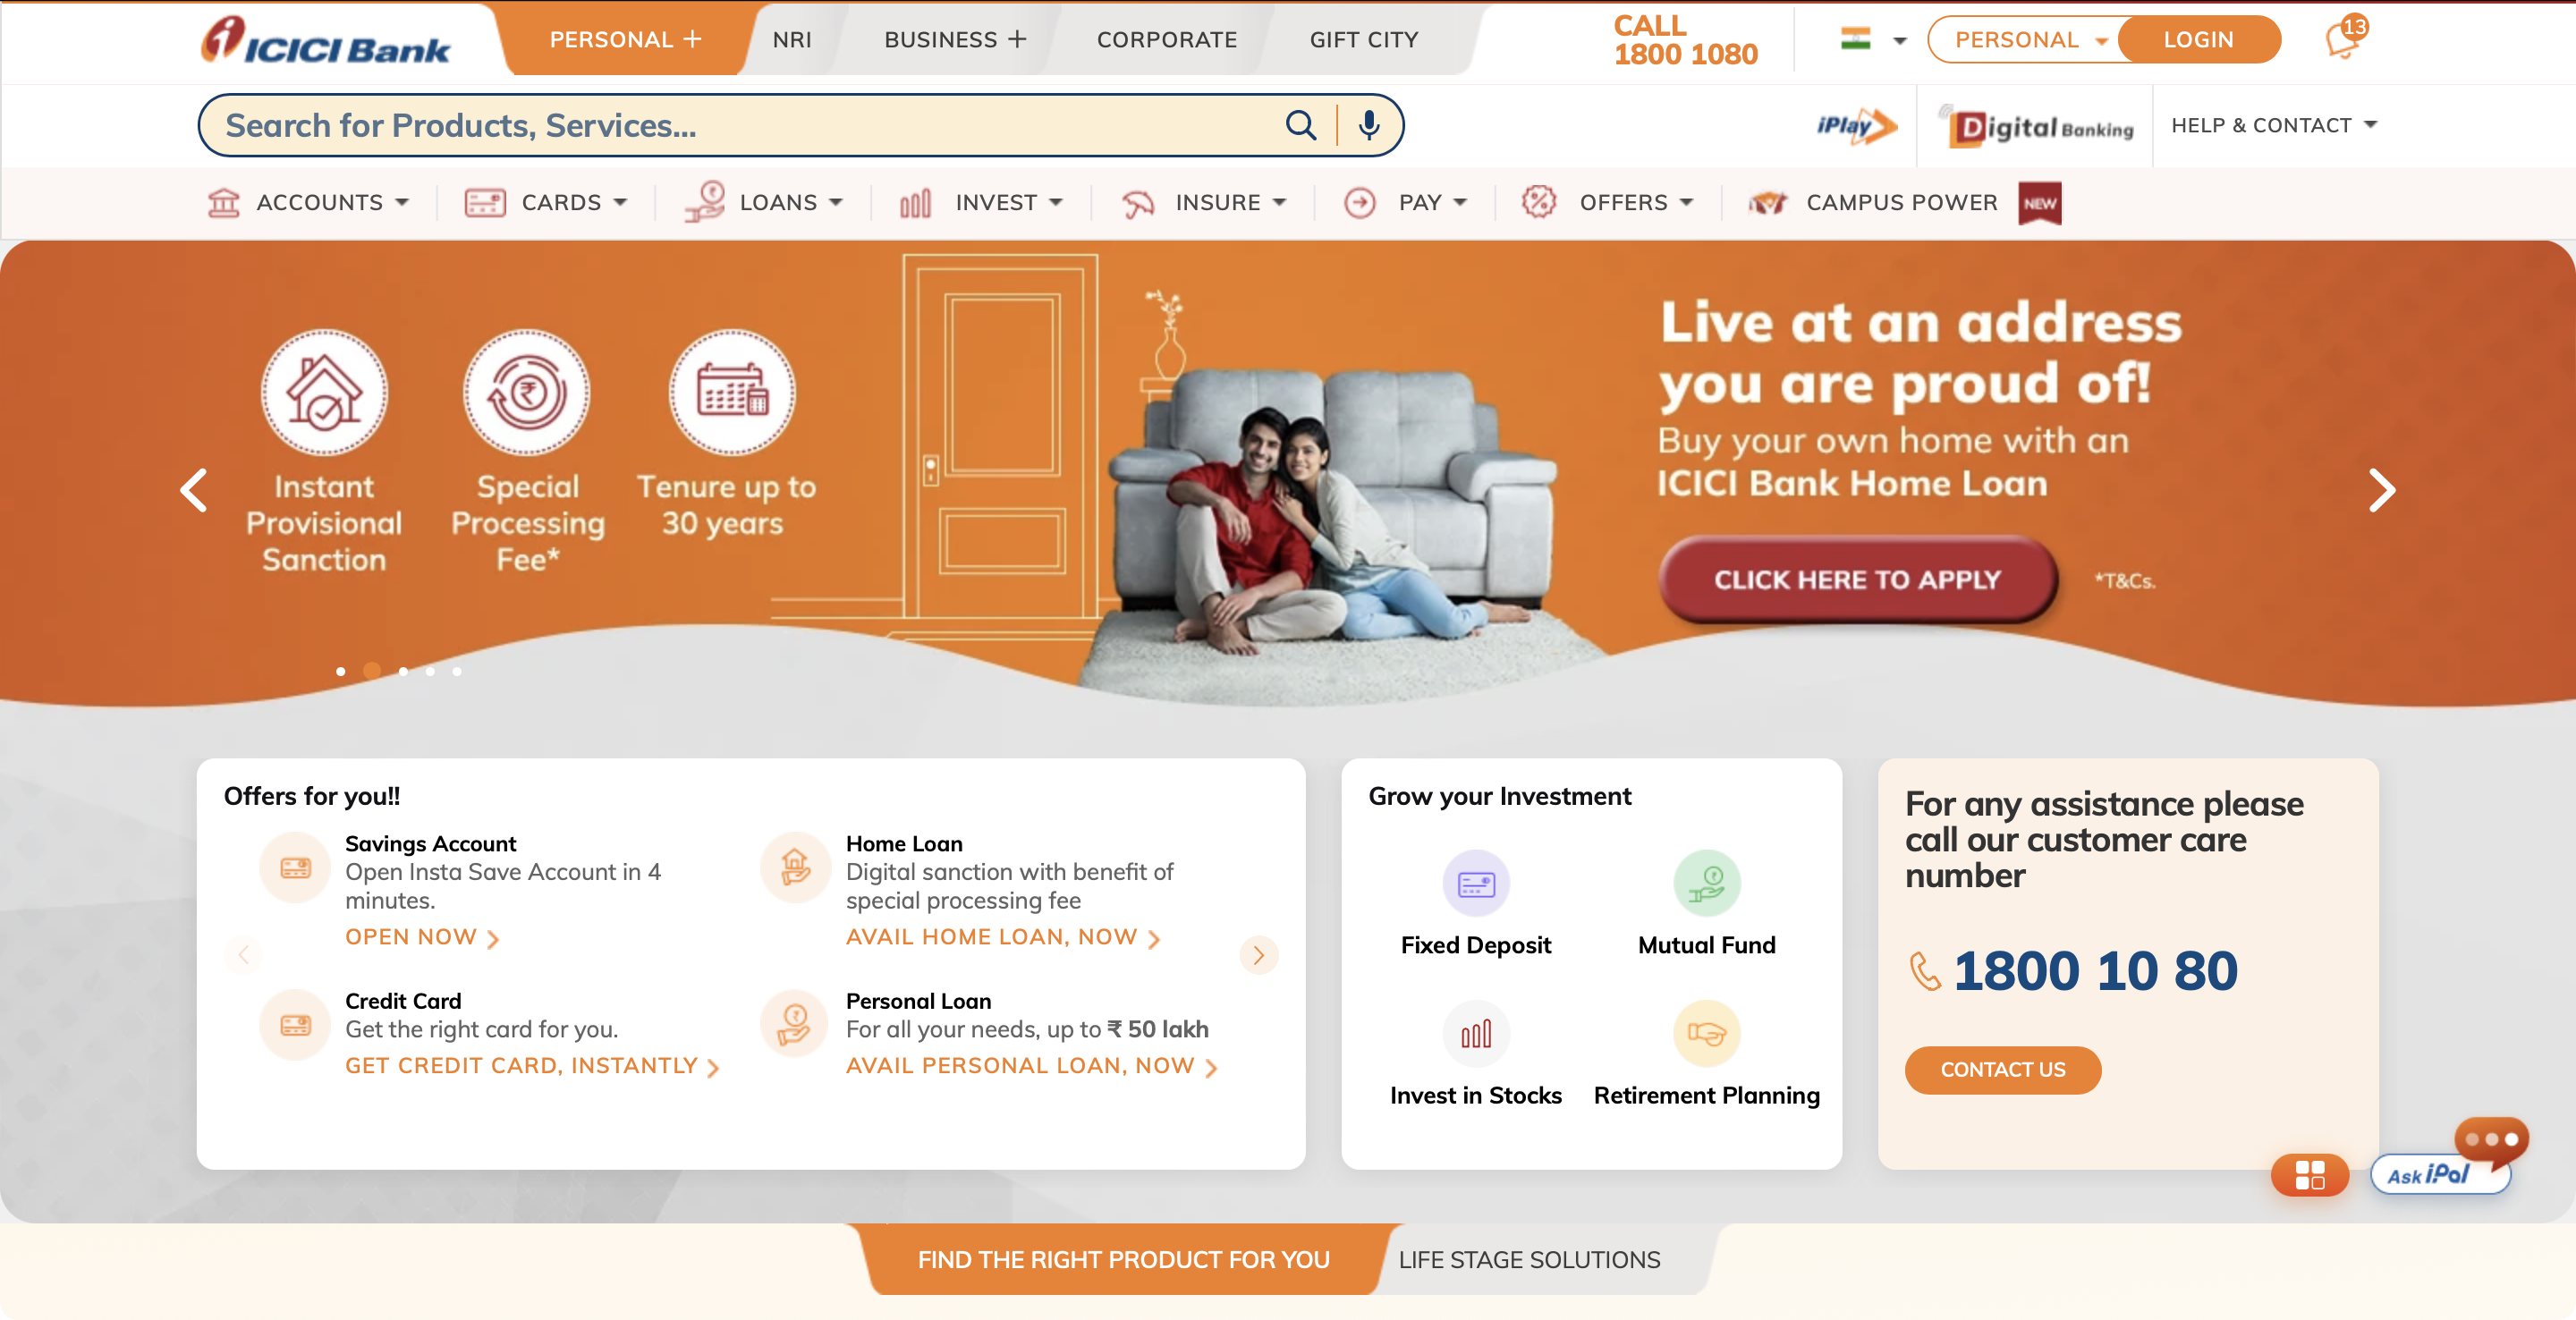 ICICI Bank
PERSONAL +
NRI
BUSINESS +
CORPORATE
GIFT CITY
CALL
1800 1080
PERSONAL
LOGIN
13
Search for Products, Services...
iPlay
Digital Banking
HELP & CONTACT
ACCOUNTS
CARDS
LOANS
INVEST
INSURE
PAY
OFFERS
CAMPUS POWER
NEW
Instant
Provisional
Sanction
Special
Processing
Fee*
Tenure up to
30 years
Live at an address
you are proud of!
Buy your own home with an
ICICI Bank Home Loan
CLICK HERE TO APPLY
*T&Cs.
Offers for you!!
Savings Account
Open Insta Save Account in 4
minutes.
OPEN NOW
Home Loan
Digital sanction with benefit of
special processing fee
AVAIL HOME LOAN, NOW
Credit Card
Get the right card for you.
GET CREDIT CARD, INSTANTLY
Personal Loan
For all your needs, up to ₹ 50 lakh
AVAIL PERSONAL LOAN, NOW
Grow your Investment
Fixed Deposit
Mutual Fund
Invest in Stocks
Retirement Planning
For any assistance please
call our customer care
number
1800 10 80
CONTACT US
Ask iPal
FIND THE RIGHT PRODUCT FOR YOU
LIFE STAGE SOLUTIONS